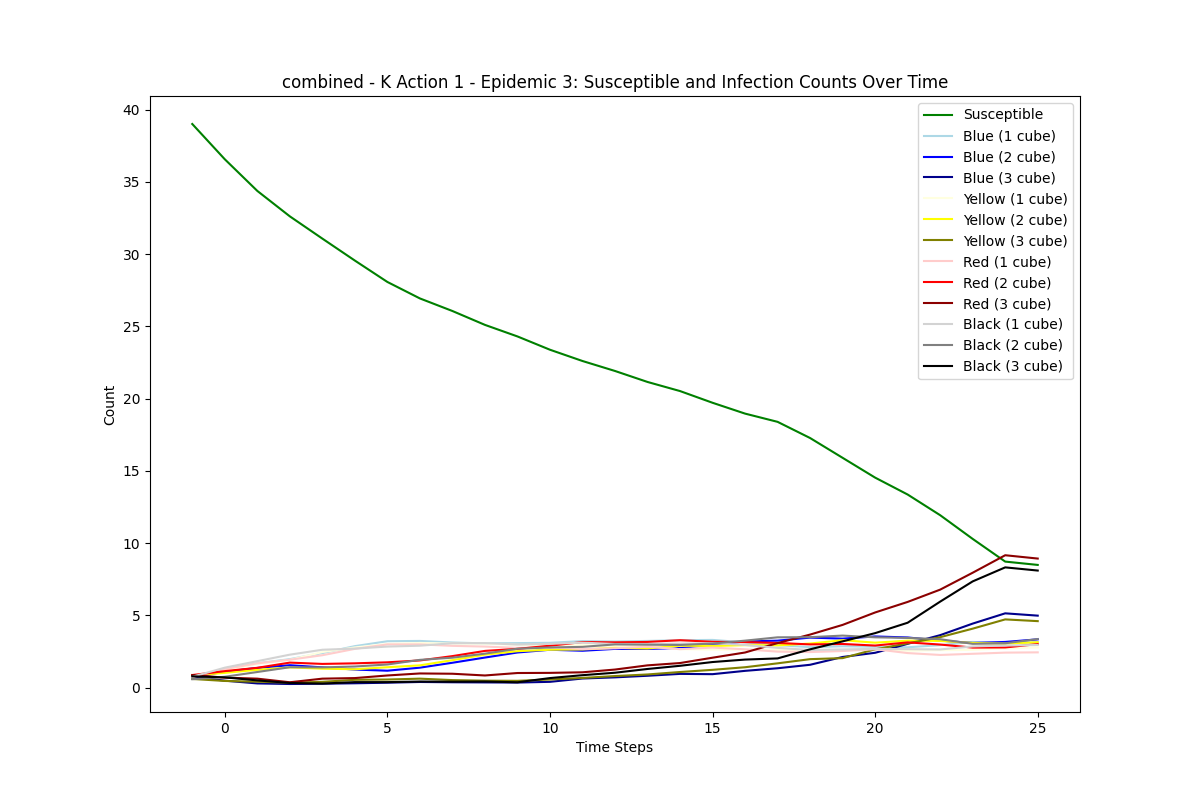 combined - K Action 1 - Epidemic 3: Susceptible and Infection Counts Over Time
40
35
30
25
20
15
10
5
0
Count
Susceptible
Blue (1 cube)
Blue (2 cube)
Blue (3 cube)
Yellow (1 cube)
Yellow (2 cube)
Yellow (3 cube)
Red (1 cube)
Red (2 cube)
Red (3 cube)
Black (1 cube)
Black (2 cube)
Black (3 cube)
0 5 10 15 20 25
Time Steps